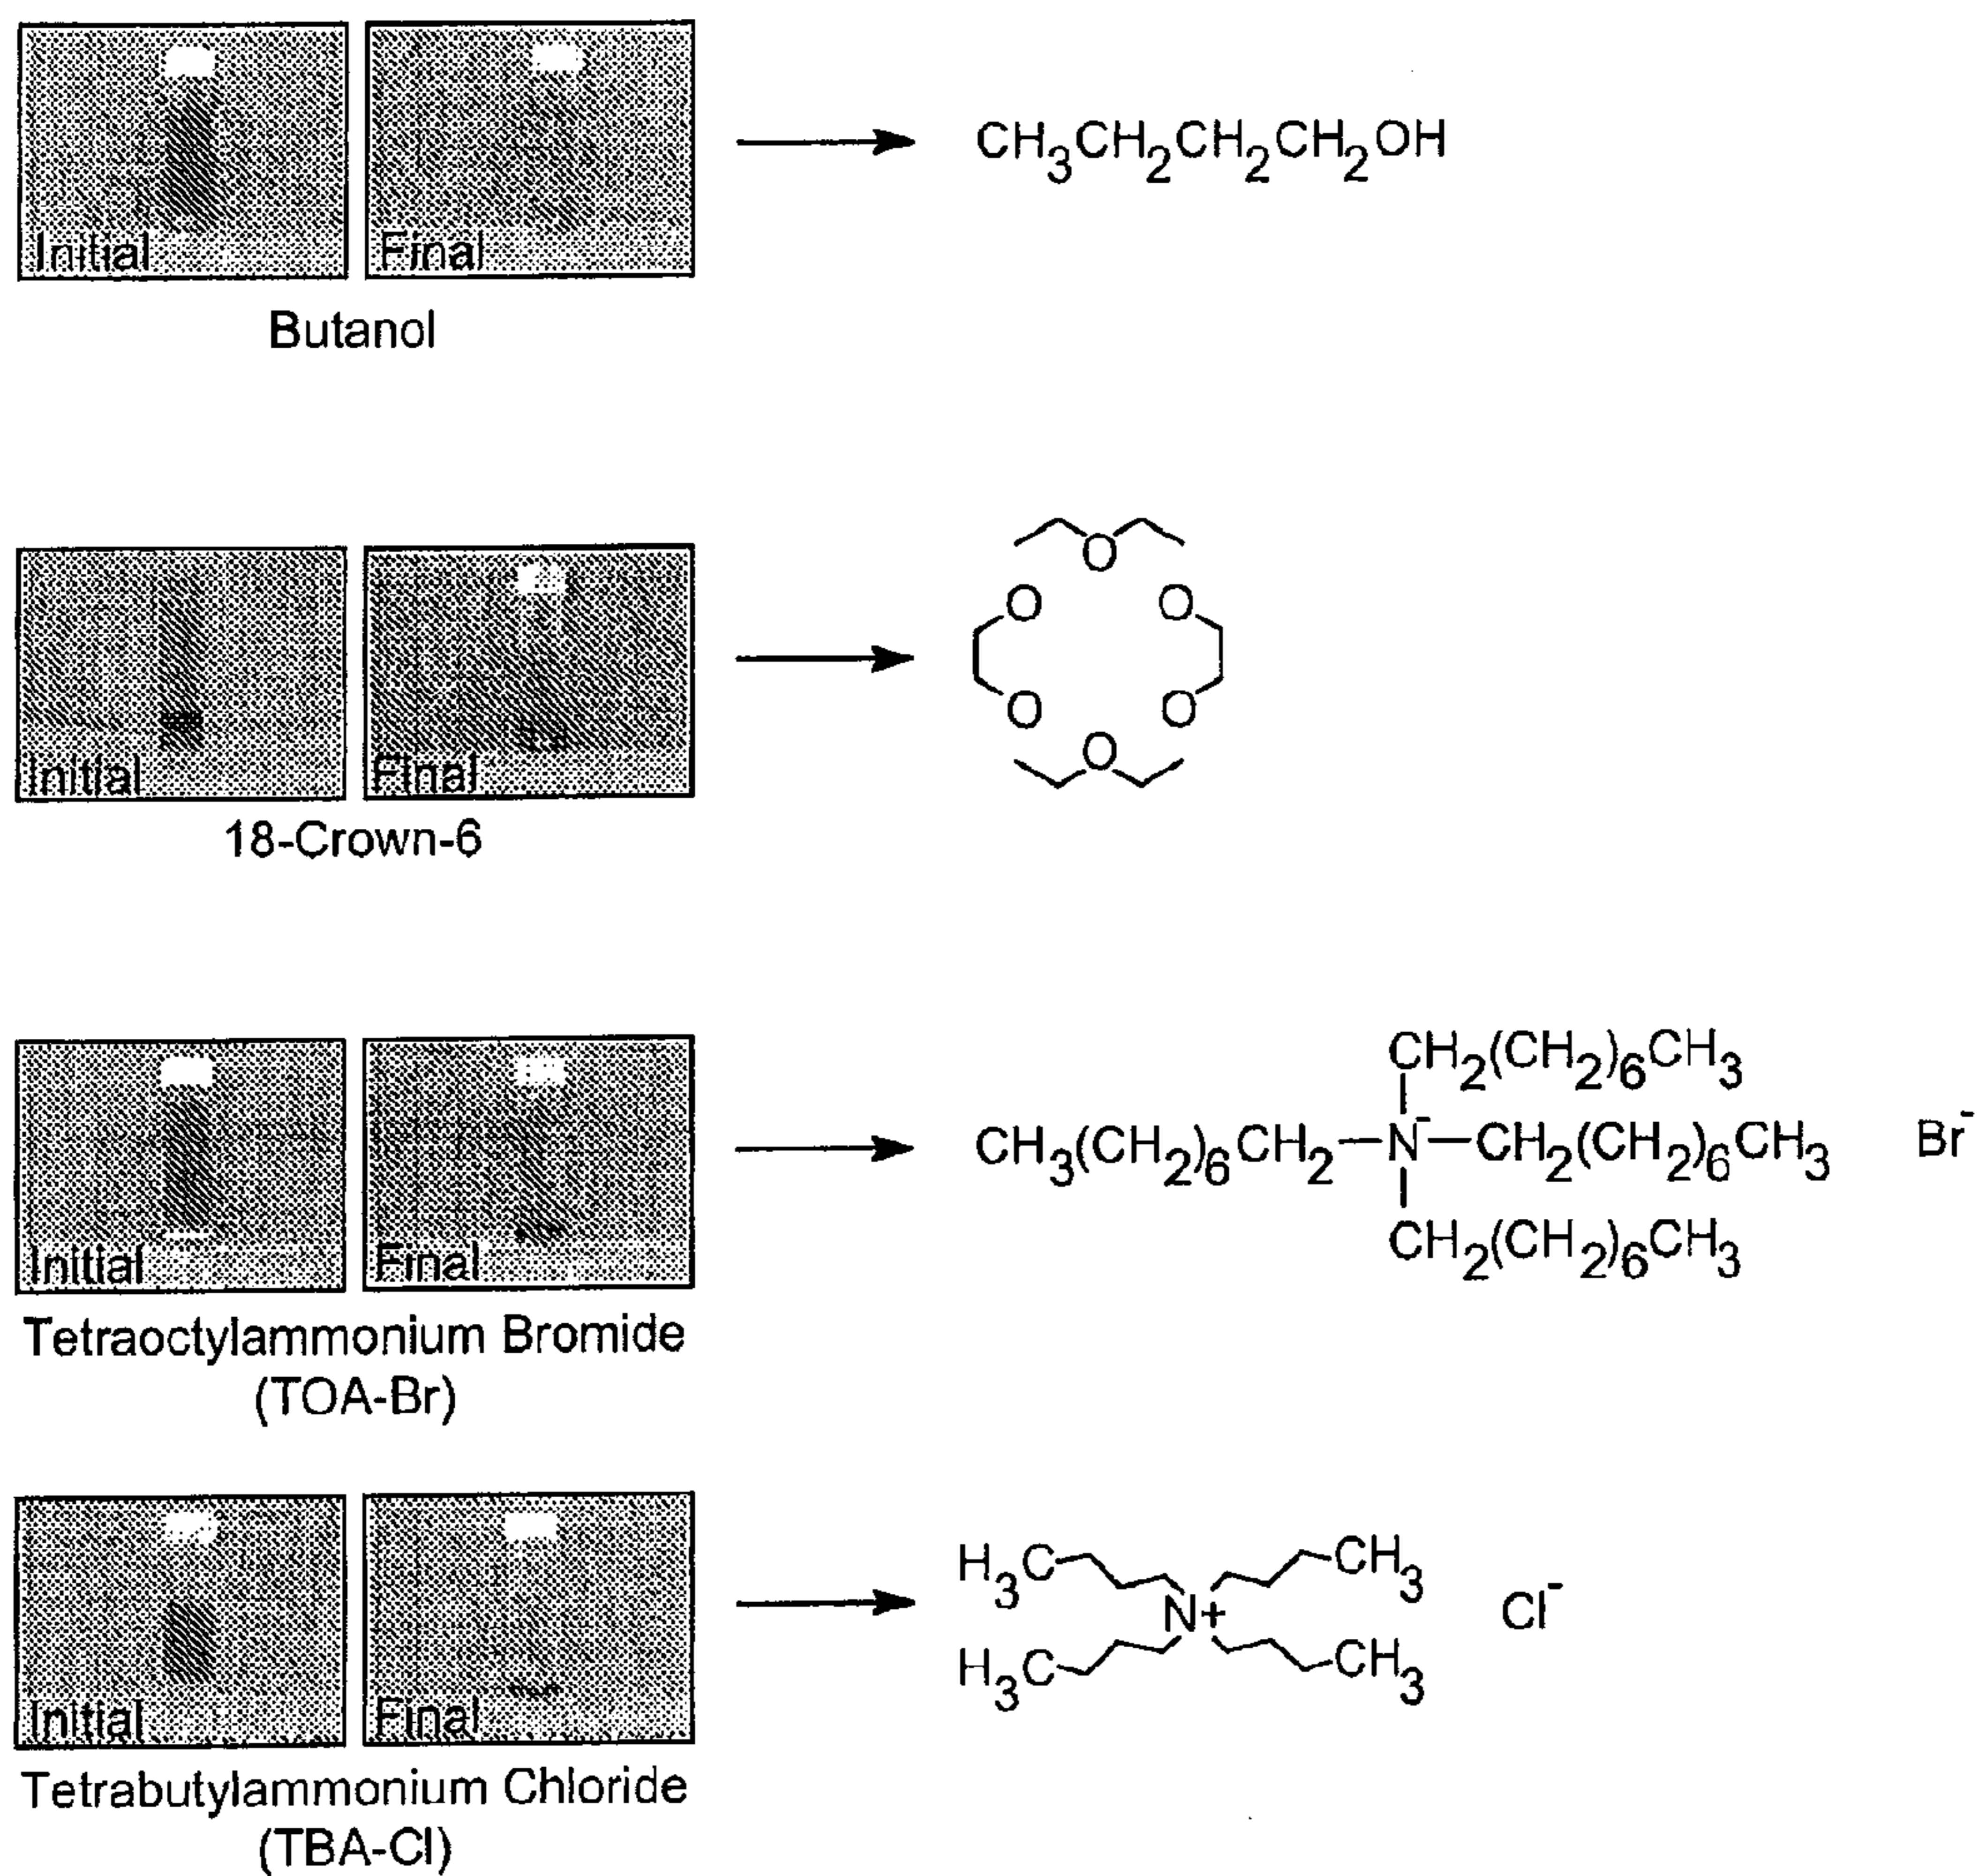 Initial Final
CH3CH2CH2CH2OH
Butanol
O
O O
O O
O
Initial Final
18-Crown-6
CH2(CH2)6CH3
CH3(CH2)6CH2—N⁻—CH2(CH2)6CH3 Br⁻
CH2(CH2)6CH3
Initial Final
Tetraoctylammonium Bromide
(TOA-Br)
H3C CH3
N+ Cl⁻
H3C CH3
Initial Final
Tetrabutylammonium Chloride
(TBA-Cl)